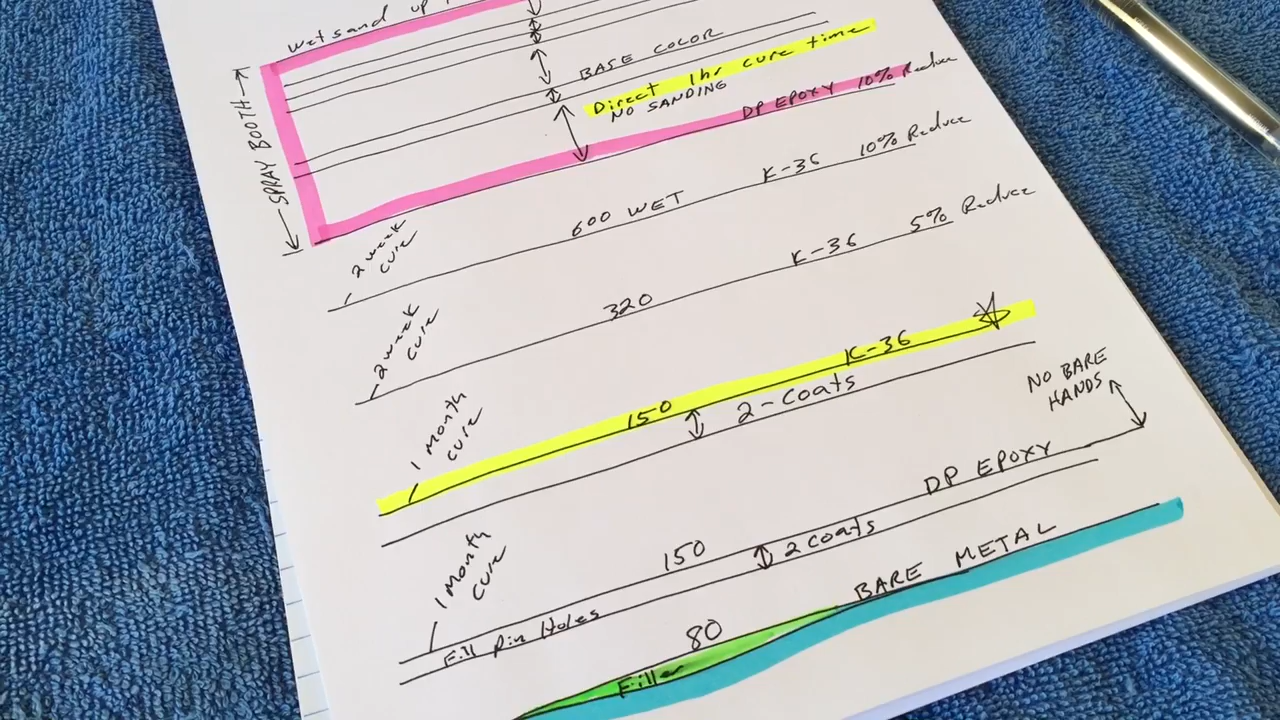 Wet sand up
SPRAY BOOTH
BASE COLOR
Direct 1hr cure time
NO SANDING
DP EPOXY 10% Reduce
2 week
cure
600 WET
K-36 10% Reduce
2 week
cure
320
K-36 5% Reduce
1 month
cure
150
K-36
2-coats
NO BARE
HANDS
1 month
cure
150
DP EPOXY
2 coats
Fill Pin Holes
80
BARE METAL
Filler